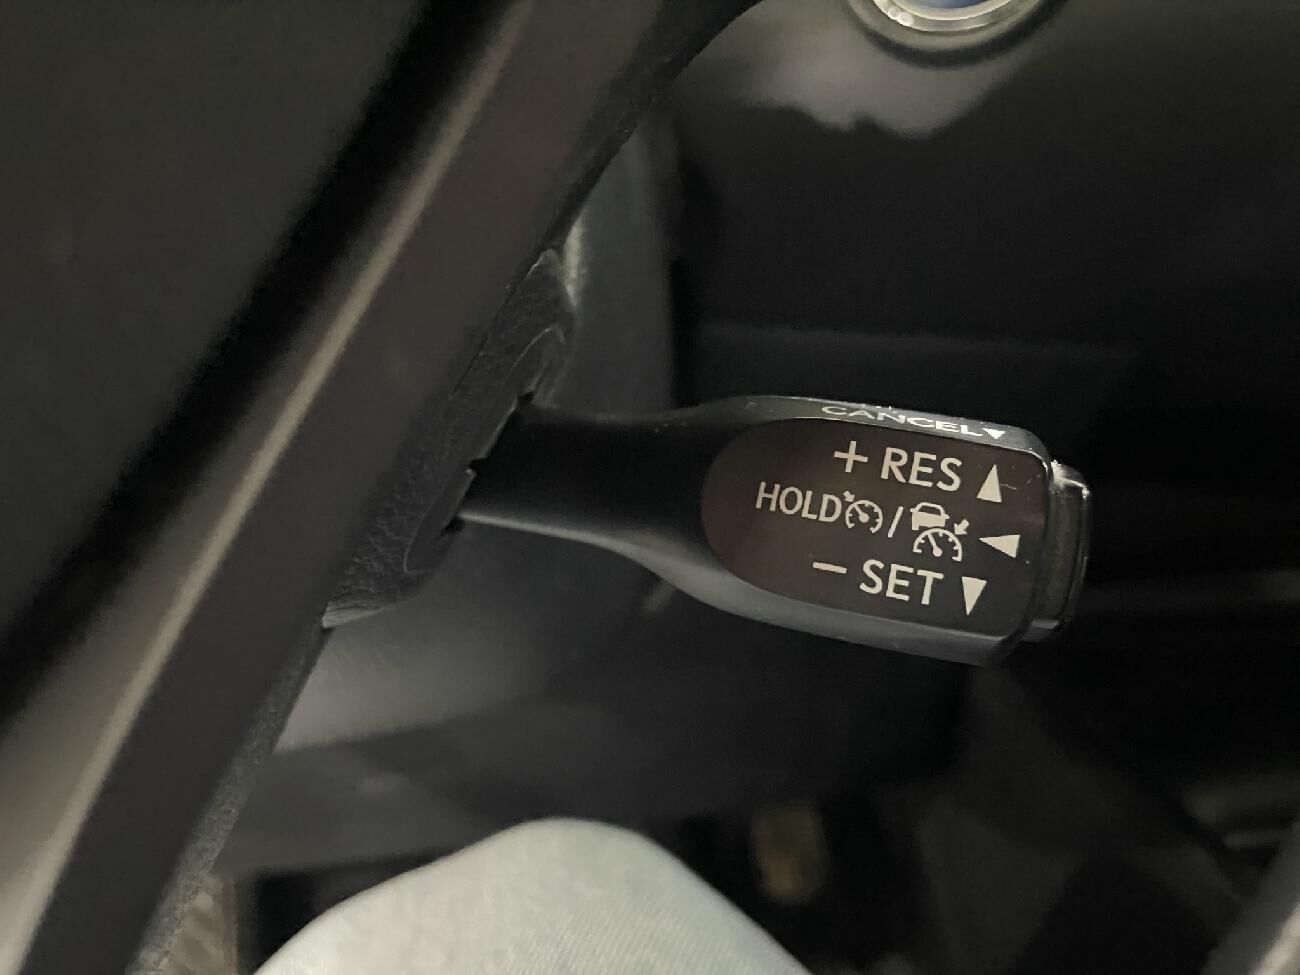 CANCEL▼
+ RES ▲
HOLD / ◀
− SET ▼